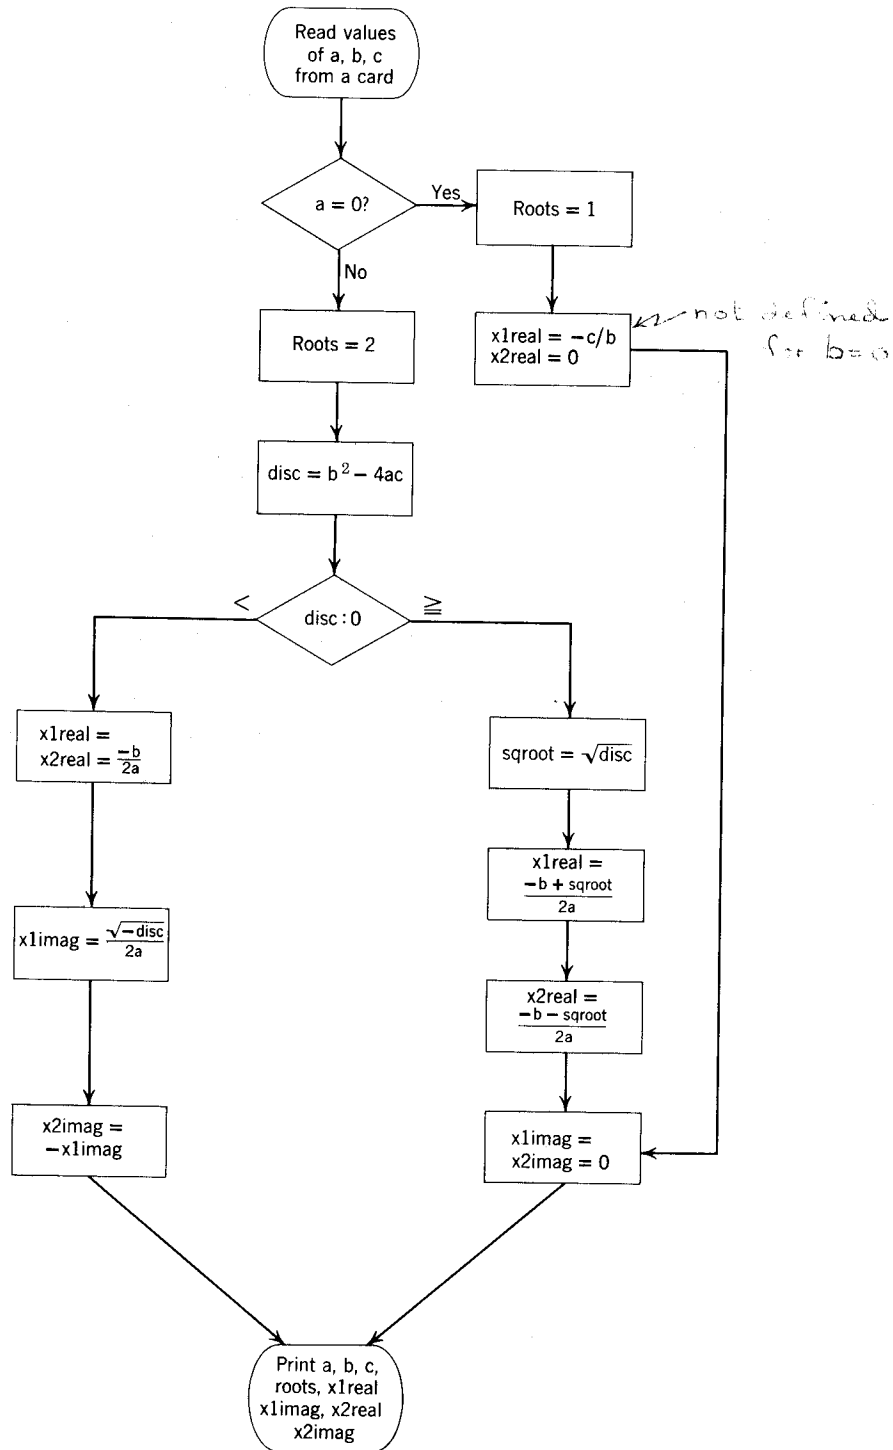 Read values
of a, b, c
from a card
a = 0?
Yes
Roots = 1
No
Roots = 2
x1real = −c/b
x2real = 0
not defined
for b=0
disc = b² − 4ac
<
disc : 0
≧
x1real =
x2real = −b/2a
sqroot = √disc
x1real =
−b + sqroot
2a
x1imag = √−disc/2a
x2real =
−b − sqroot
2a
x2imag =
−x1imag
x1imag =
x2imag = 0
Print a, b, c,
roots, x1real
x1imag, x2real
x2imag